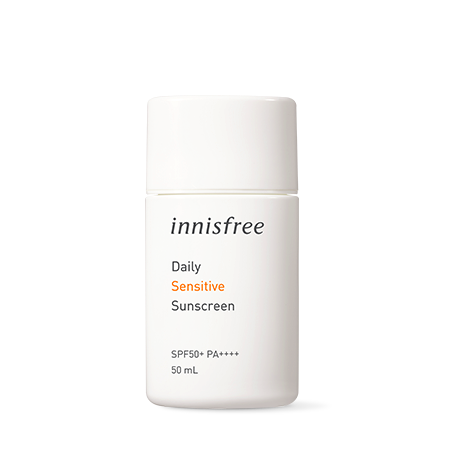 innisfree
Daily
Sensitive
Sunscreen
SPF50+ PA++++
50 mL